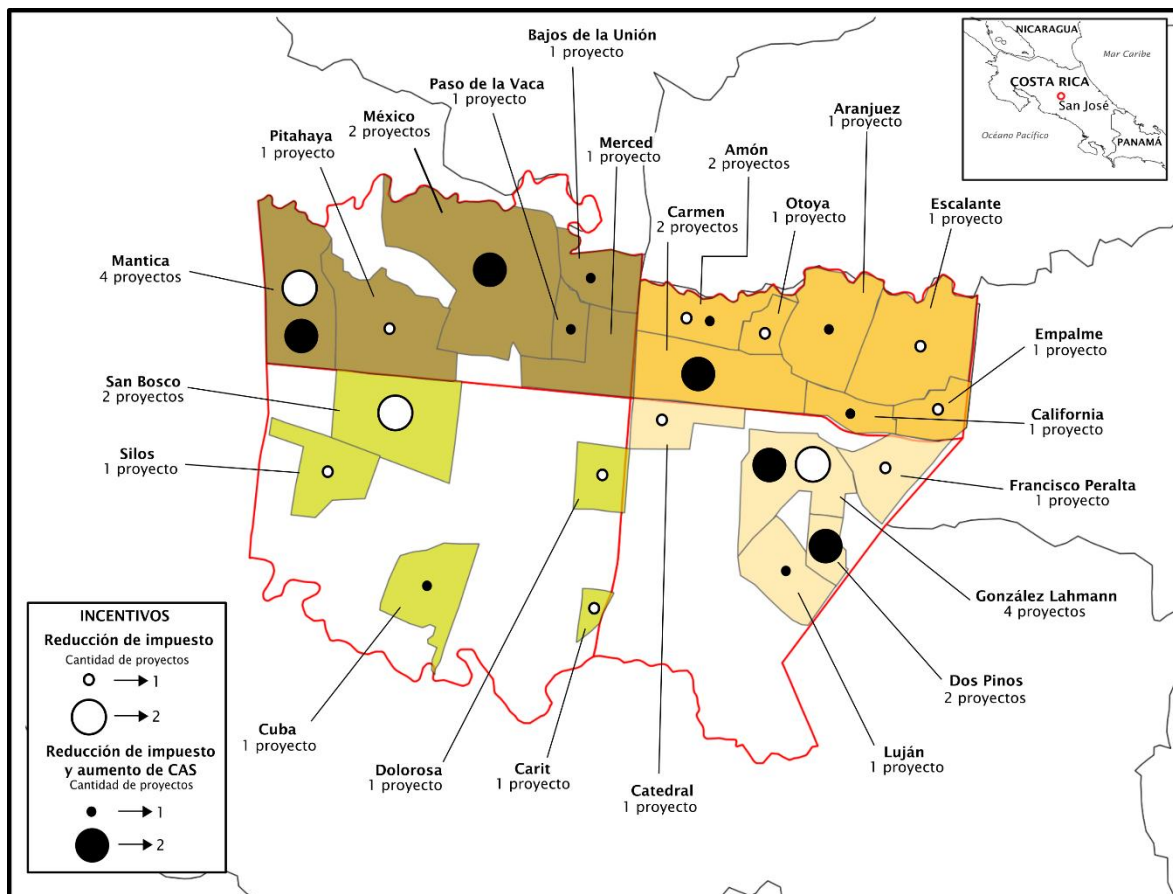 Bajos de la Unión
1 proyecto
Paso de la Vaca
1 proyecto
México
2 proyectos
Pitahaya
1 proyecto
Merced
1 proyecto
Amón
2 proyectos
Aranjuez
1 proyecto
Carmen
2 proyectos
Otoya
1 proyecto
Escalante
1 proyecto
NICARAGUA
Mar Caribe
COSTA RICA
San José
Océano Pacífico
PANAMÁ
Mantica
4 proyectos
Empalme
1 proyecto
San Bosco
2 proyectos
California
1 proyecto
Silos
1 proyecto
Francisco Peralta
1 proyecto
González Lahmann
4 proyectos
Dos Pinos
2 proyectos
Luján
1 proyecto
Catedral
1 proyecto
Carit
1 proyecto
Dolorosa
1 proyecto
Cuba
1 proyecto
INCENTIVOS
Reducción de impuesto
Cantidad de proyectos
1
2
Reducción de impuesto
y aumento de CAS
Cantidad de proyectos
1
2